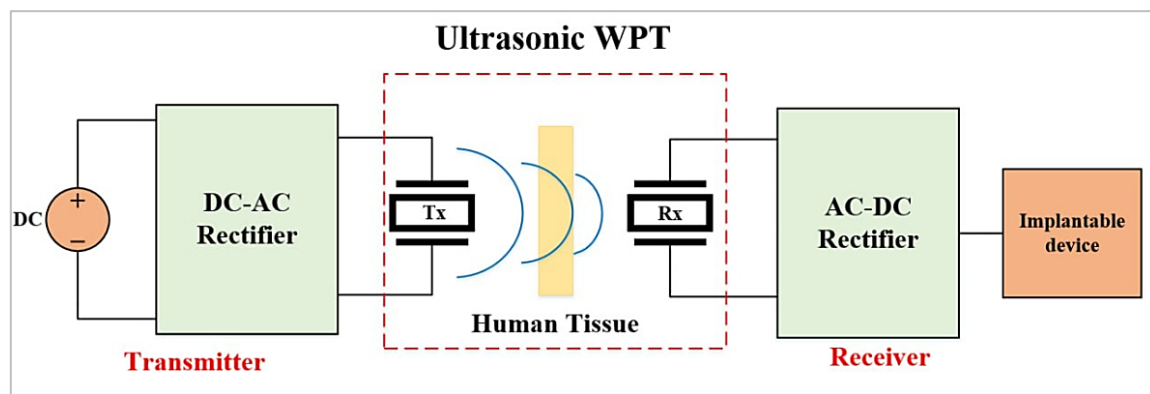 Ultrasonic WPT
DC
+
−
DC-AC
Rectifier
Tx
Rx
AC-DC
Rectifier
Implantable
device
Human Tissue
Transmitter
Receiver